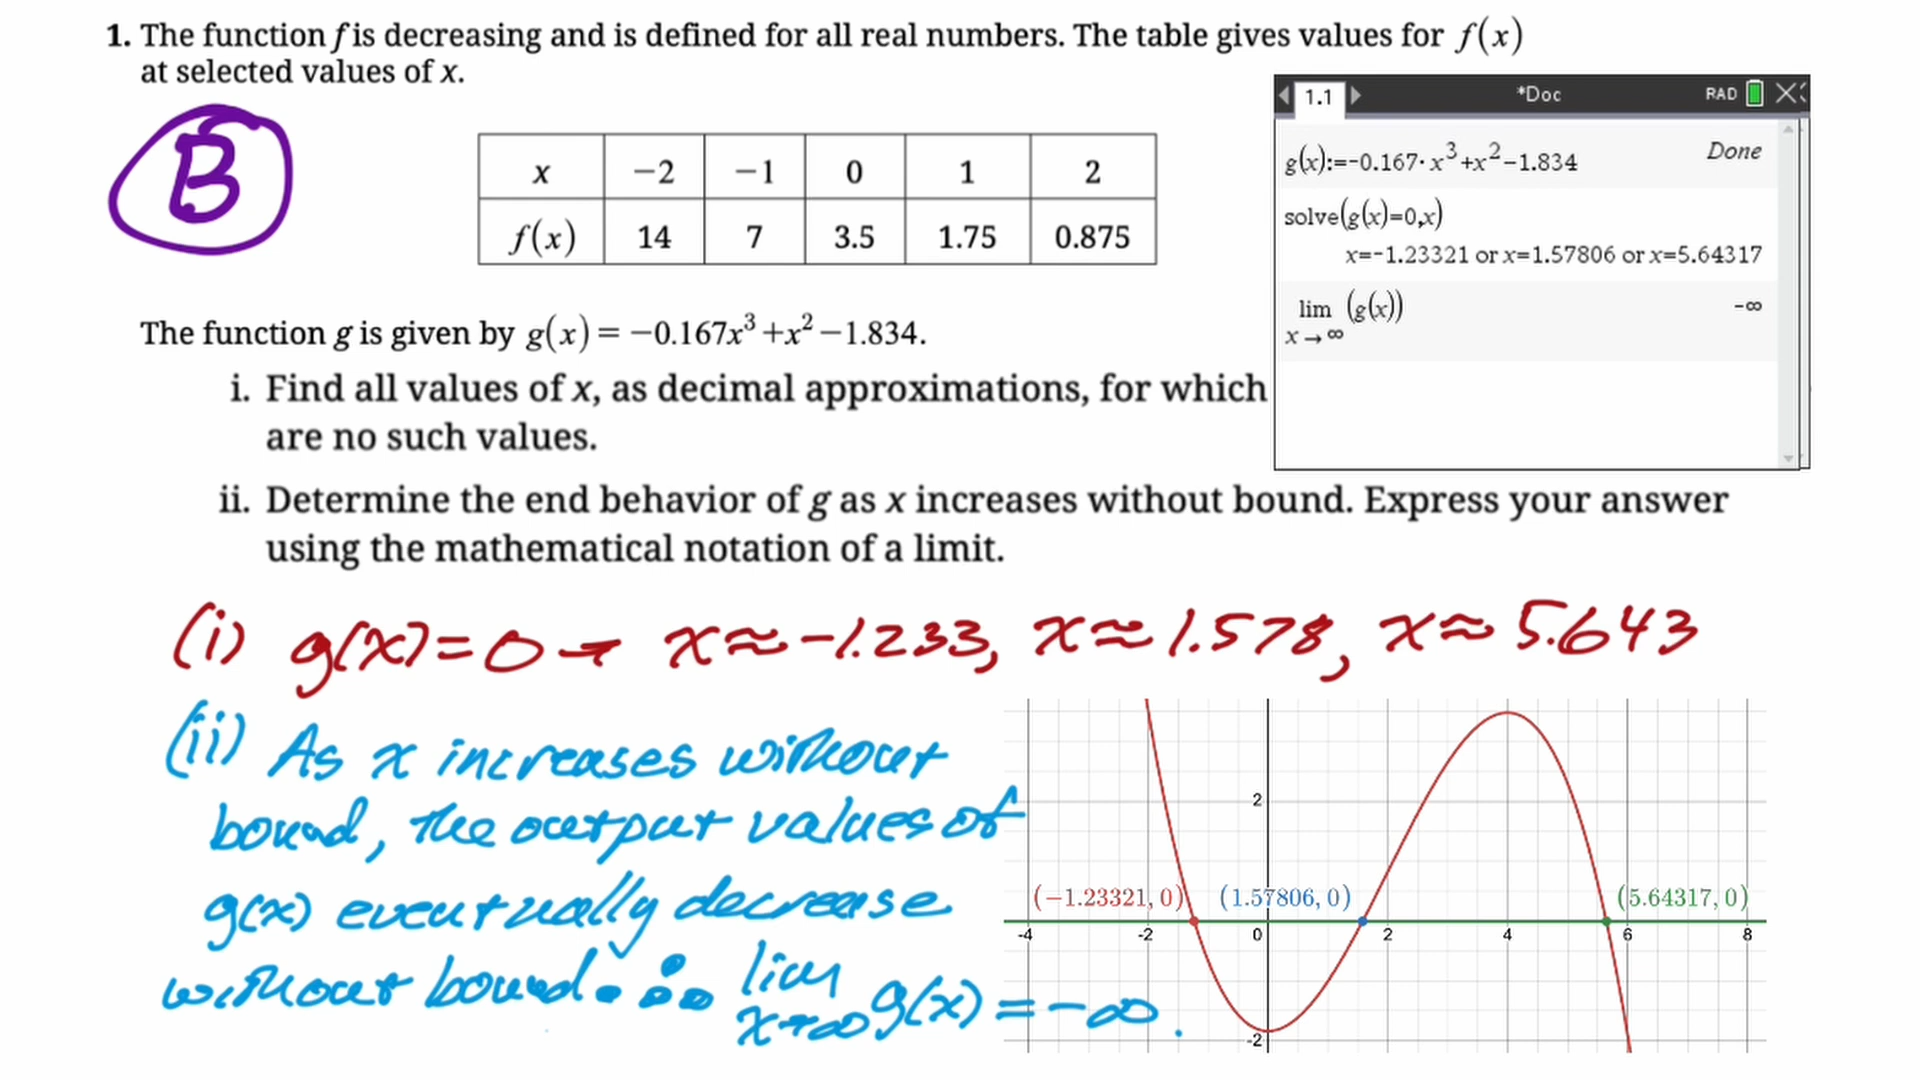 1. The function f is decreasing and is defined for all real numbers. The table gives values for f(x)
at selected values of x.
B
x −2 −1 0 1 2
f(x) 14 7 3.5 1.75 0.875
1.1 *Doc RAD
g(x):=-0.167·x³+x²-1.834 Done
solve(g(x)=0,x)
x=-1.23321 or x=1.57806 or x=5.64317
lim (g(x)) -∞
x→∞
The function g is given by g(x) = −0.167x³ + x² − 1.834.
i. Find all values of x, as decimal approximations, for which
are no such values.
ii. Determine the end behavior of g as x increases without bound. Express your answer
using the mathematical notation of a limit.
(i) g(x)=0 → x≈-1.233, x≈1.578, x≈5.643
(ii) As x increases without
bound, the output values of
g(x) eventually decrease
without bound. ∴ lim g(x) = -∞.
x→∞
2
(−1.23321, 0) (1.57806, 0) (5.64317, 0)
-4 -2 0 2 4 6 8
-2